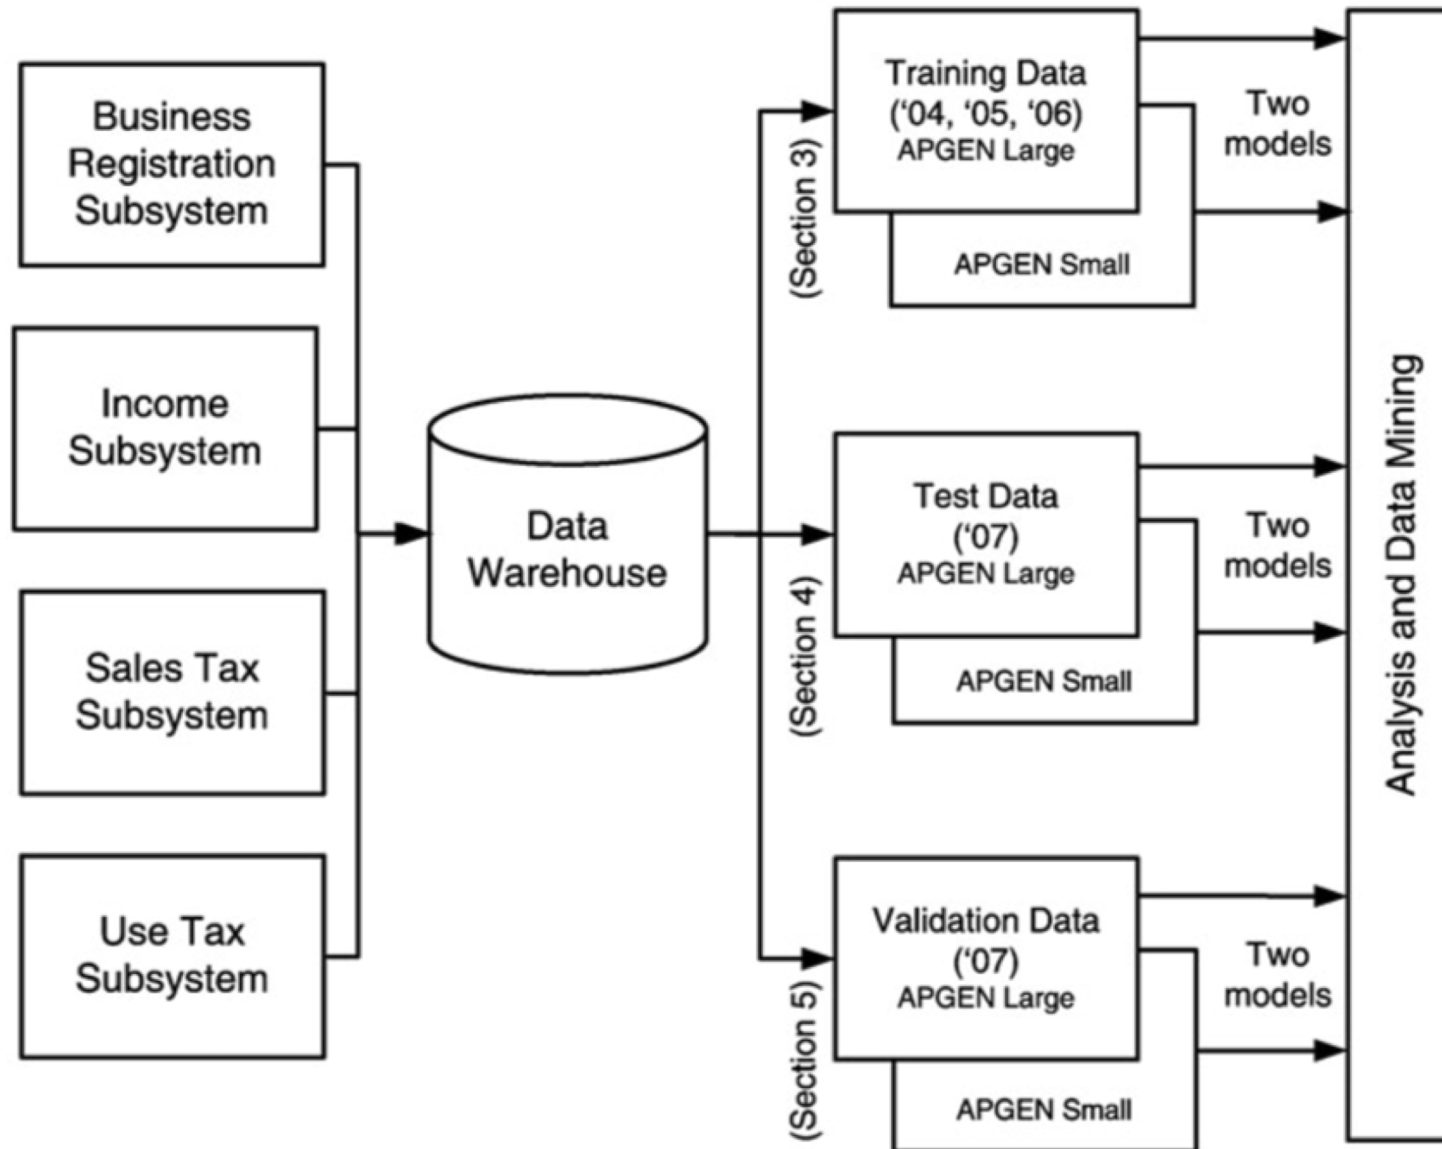 Business
Registration
Subsystem
Income
Subsystem
Sales Tax
Subsystem
Use Tax
Subsystem
Data
Warehouse
(Section 3)
Training Data
(‘04, ‘05, ‘06)
APGEN Large
APGEN Small
Two
models
(Section 4)
Test Data
(‘07)
APGEN Large
APGEN Small
Two
models
(Section 5)
Validation Data
(‘07)
APGEN Large
APGEN Small
Two
models
Analysis and Data Mining